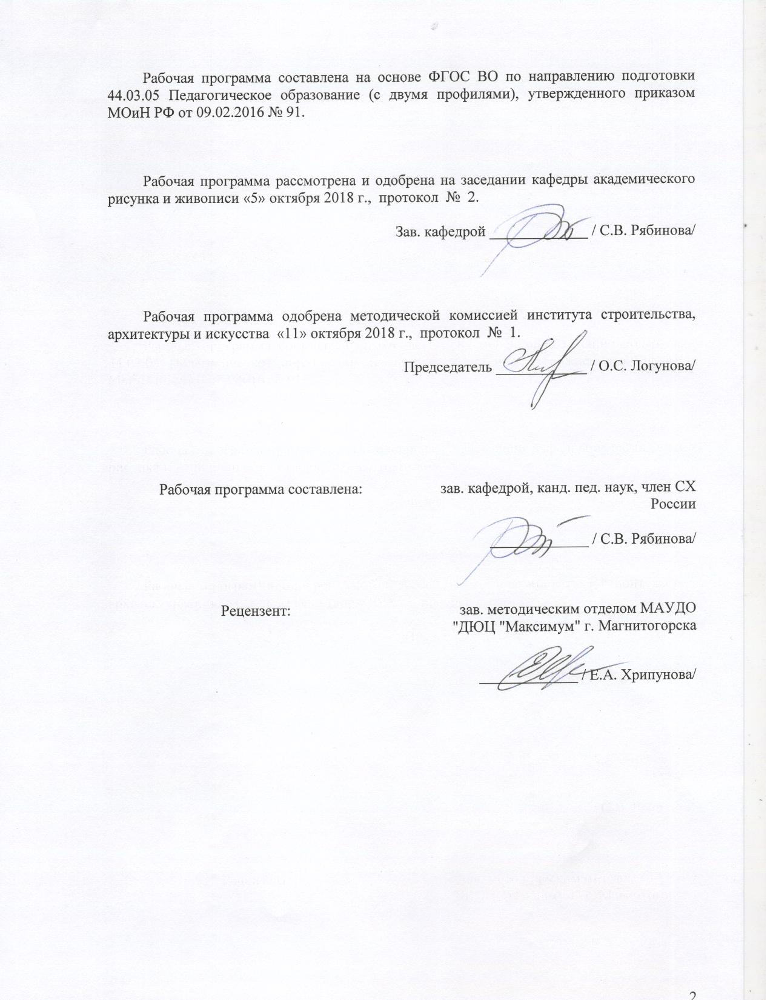 Рабочая программа составлена на основе ФГОС ВО по направлению подготовки
44.03.05 Педагогическое образование (с двумя профилями), утвержденного приказом
МОиН РФ от 09.02.2016 № 91.
Рабочая программа рассмотрена и одобрена на заседании кафедры академического
рисунка и живописи «5» октября 2018 г., протокол № 2.
Зав. кафедрой _____________ / С.В. Рябинова/
Рабочая программа одобрена методической комиссией института строительства,
архитектуры и искусства «11» октября 2018 г., протокол № 1.
Председатель ____________ / О.С. Логунова/
Рабочая программа составлена: зав. кафедрой, канд. пед. наук, член СХ
России
_____________ / С.В. Рябинова/
Рецензент: зав. методическим отделом МАУДО
"ДЮЦ "Максимум" г. Магнитогорска
_____________ / Е.А. Хрипунова/
2